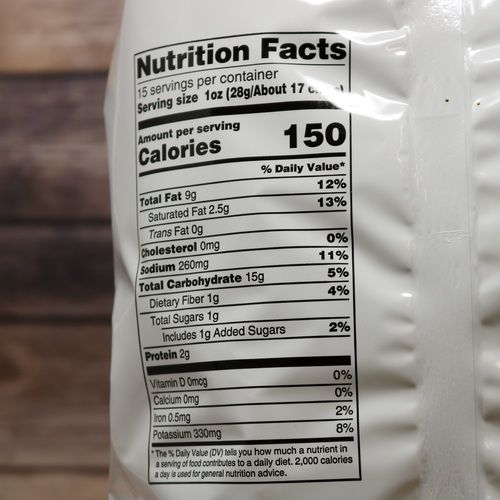 Nutrition Facts
15 servings per container
Serving size 1oz (28g/About 17
Amount per serving
Calories 150
% Daily Value*
Total Fat 9g 12%
Saturated Fat 2.5g 13%
Trans Fat 0g
Cholesterol 0mg 0%
Sodium 260mg 11%
Total Carbohydrate 15g 5%
Dietary Fiber 1g 4%
Total Sugars 1g
Includes 1g Added Sugars 2%
Protein 2g
Vitamin D 0mcg 0%
Calcium 0mg 0%
Iron 0.5mg 2%
Potassium 330mg 8%
* The % Daily Value (DV) tells you how much a nutrient in
a serving of food contributes to a daily diet. 2,000 calories
a day is used for general nutrition advice.